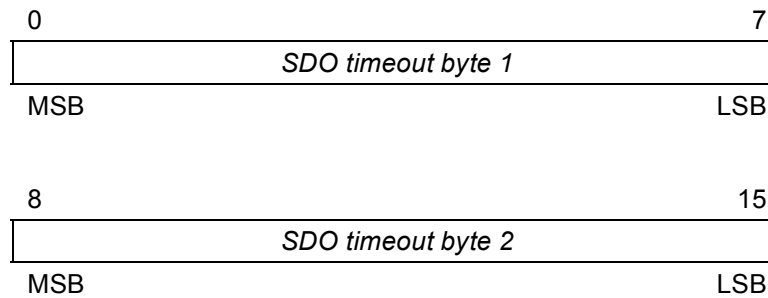 0 7
SDO timeout byte 1
MSB LSB
8 15
SDO timeout byte 2
MSB LSB